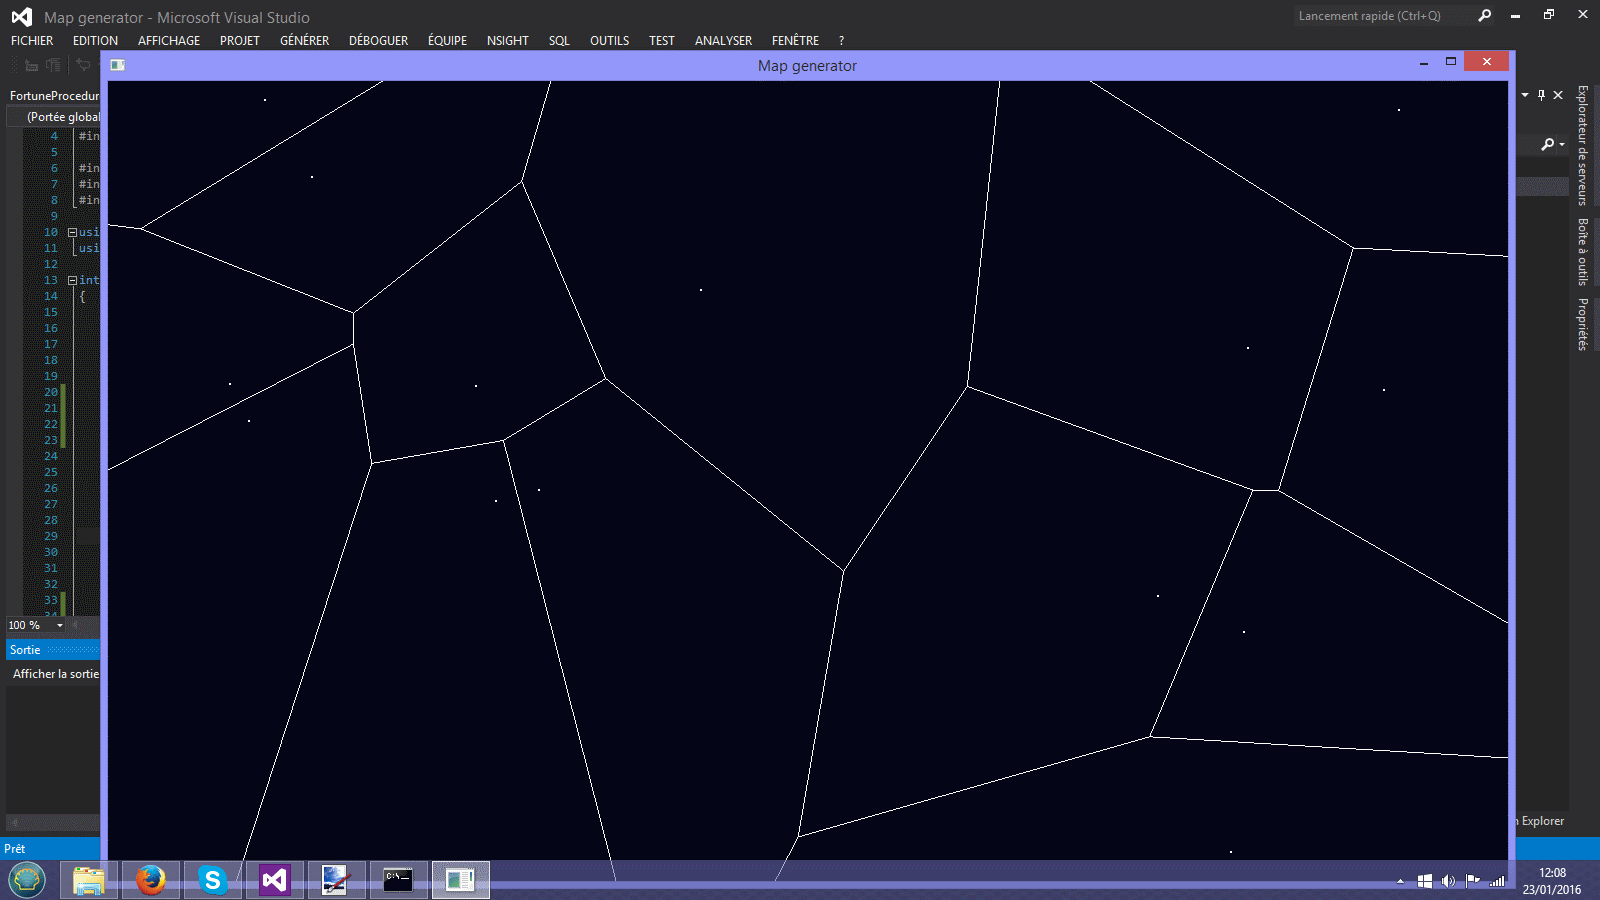 Map generator - Microsoft Visual Studio
Lancement rapide (Ctrl+Q)
FICHIER EDITION AFFICHAGE PROJET GÉNÉRER DÉBOGUER ÉQUIPE NSIGHT SQL OUTILS TEST ANALYSER FENÊTRE ?
Map generator
FortuneProcedur
(Portée global
4 #in
5
6 #in
7 #in
8 #in
9
10 usi
11 usi
12
13 int
14 {
15
16
17
18
19
20
21
22
23
24
25
26
27
28
29
30
31
32
33
34
100 %
Sortie
Afficher la sortie
Prêt
Explorateur de serveurs
Boîte à outils
Propriétés
n Explorer
C:\
12:08
23/01/2016